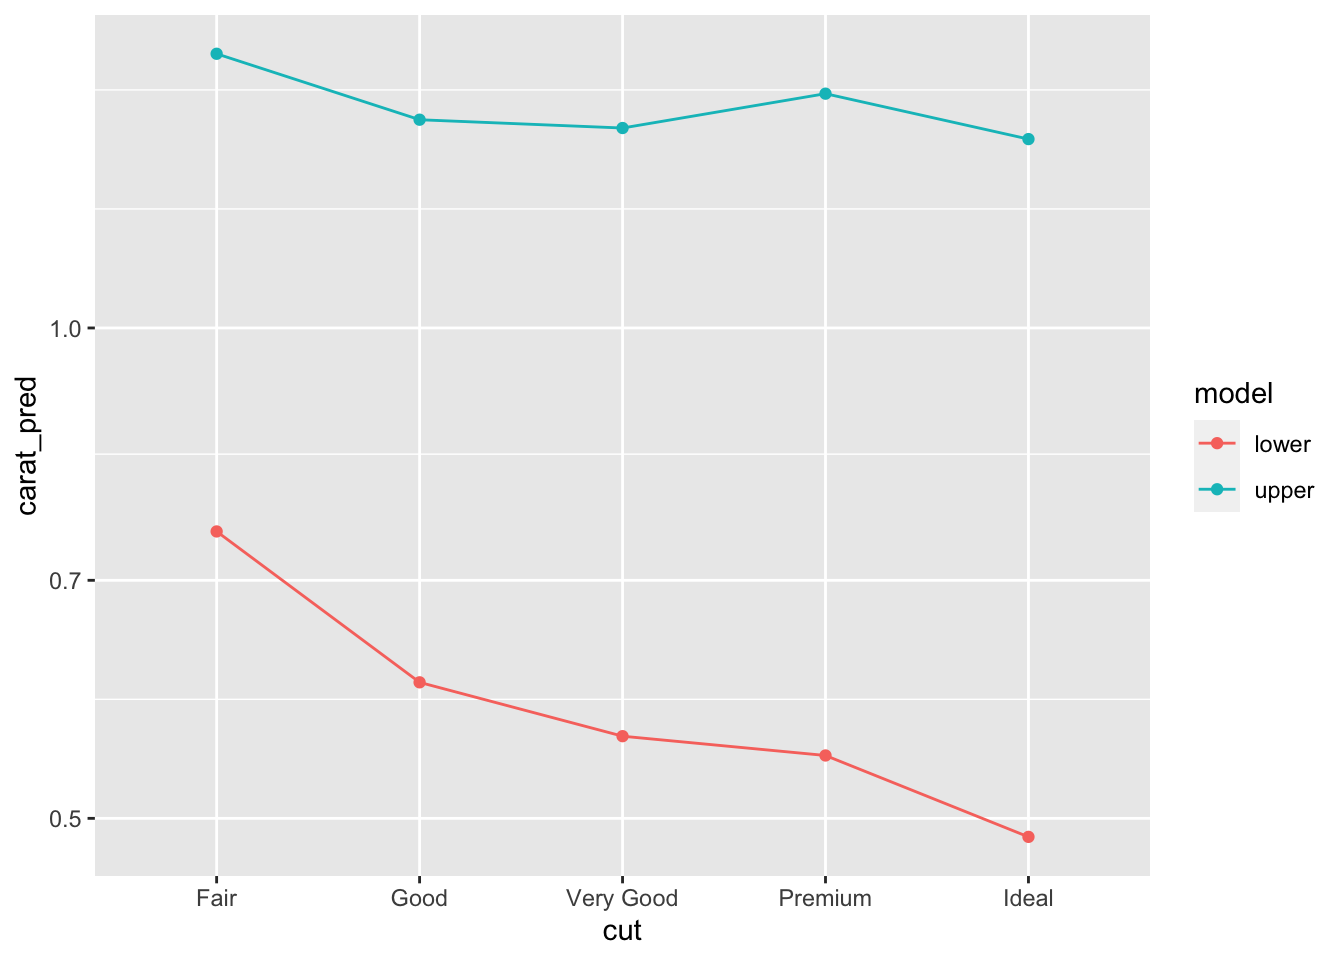 carat_pred
1.0
0.7
0.5
Fair
Good
Very Good
Premium
Ideal
cut
model
lower
upper